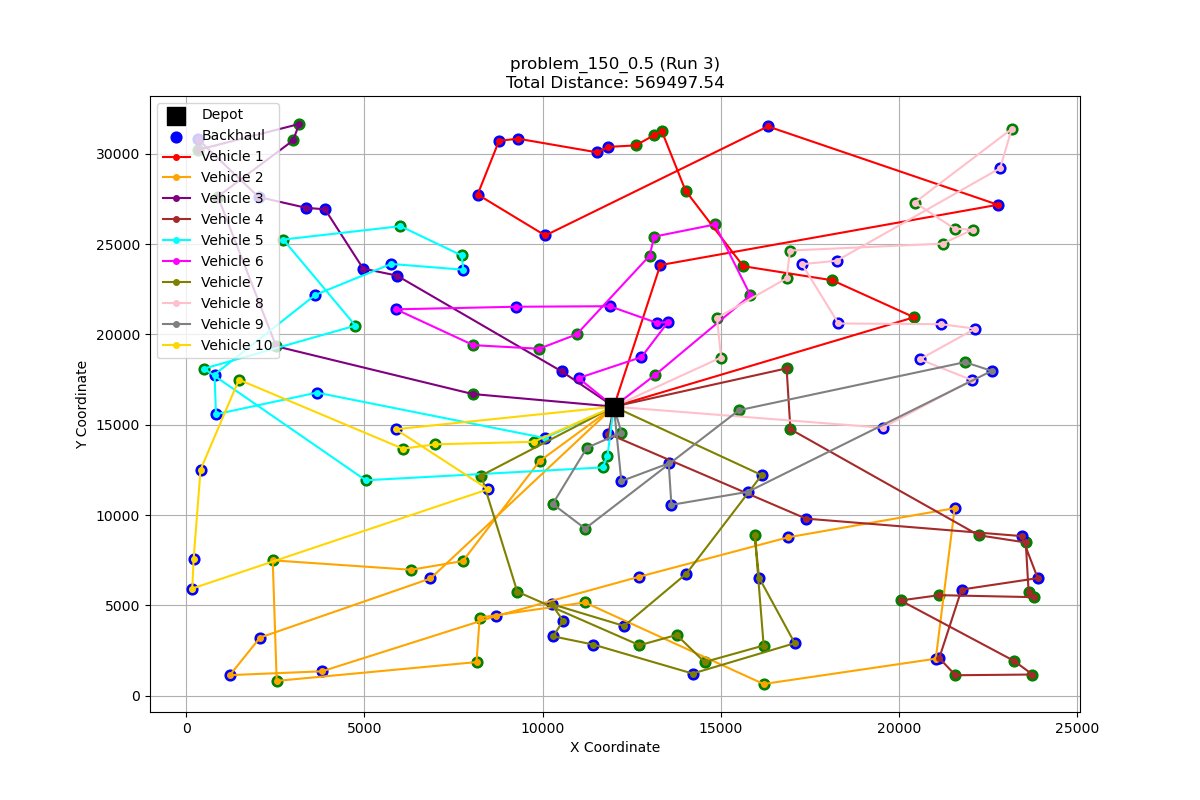 problem_150_0.5 (Run 3)
Total Distance: 569497.54
Depot
Backhaul
Vehicle 1
Vehicle 2
Vehicle 3
Vehicle 4
Vehicle 5
Vehicle 6
Vehicle 7
Vehicle 8
Vehicle 9
Vehicle 10
30000
25000
20000
15000
10000
5000
0
Y Coordinate
0 5000 10000 15000 20000 25000
X Coordinate